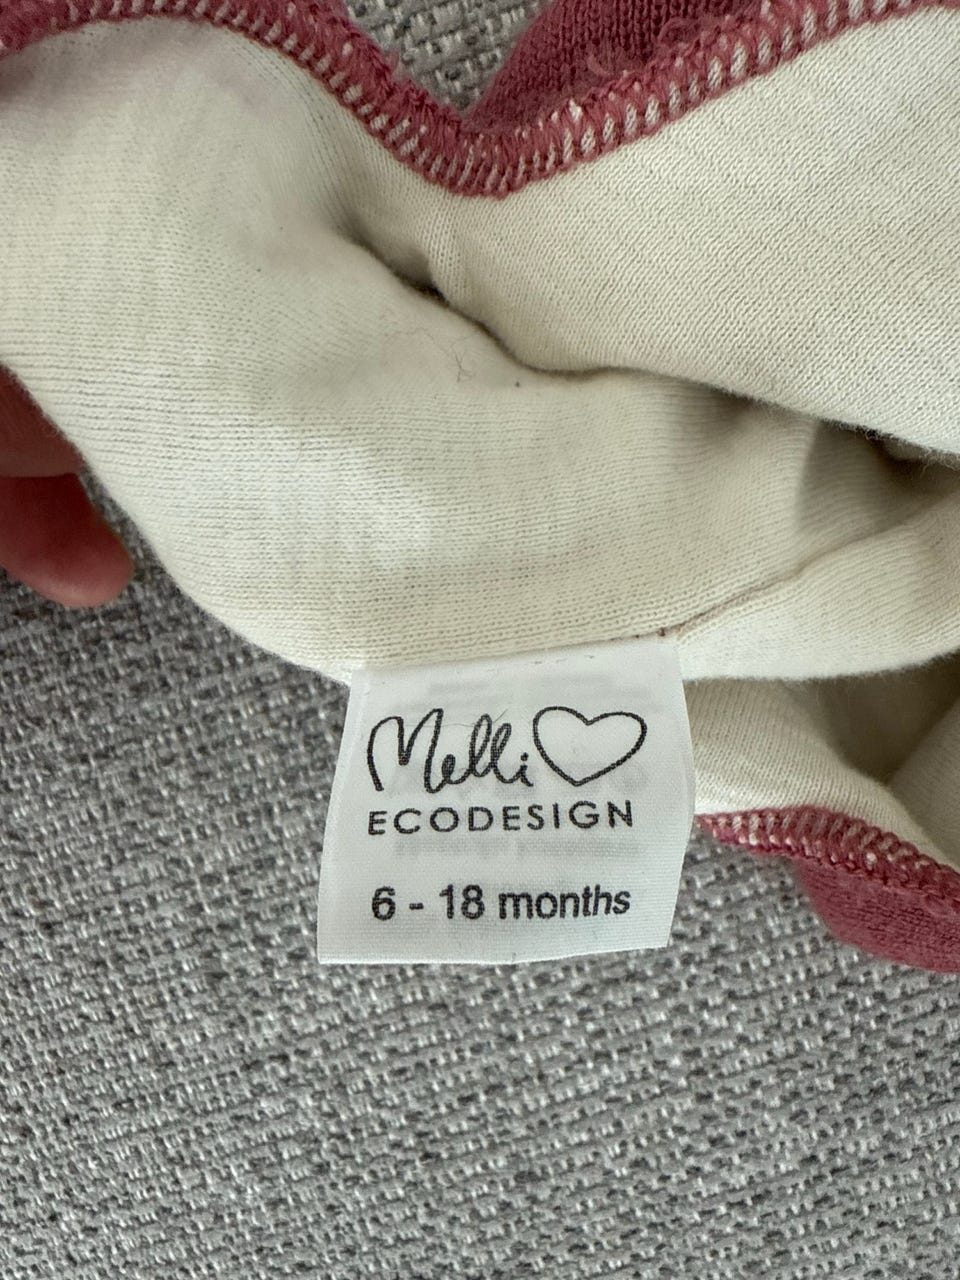 Melli
ECODESIGN
6 - 18 months